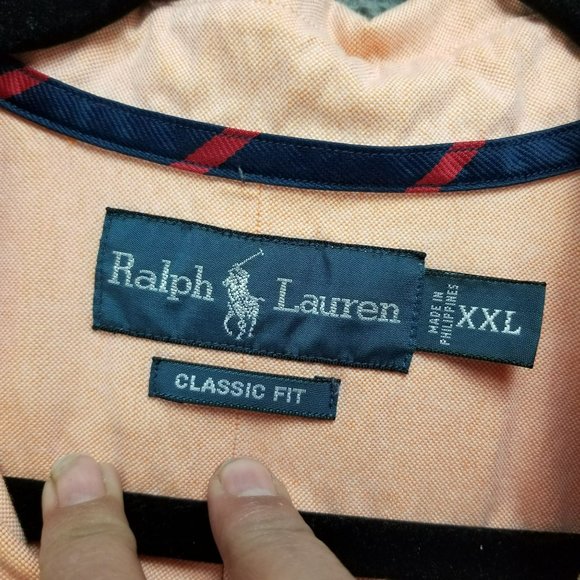 Ralph Lauren
MADE IN
PHILIPPINES
XXL
CLASSIC FIT